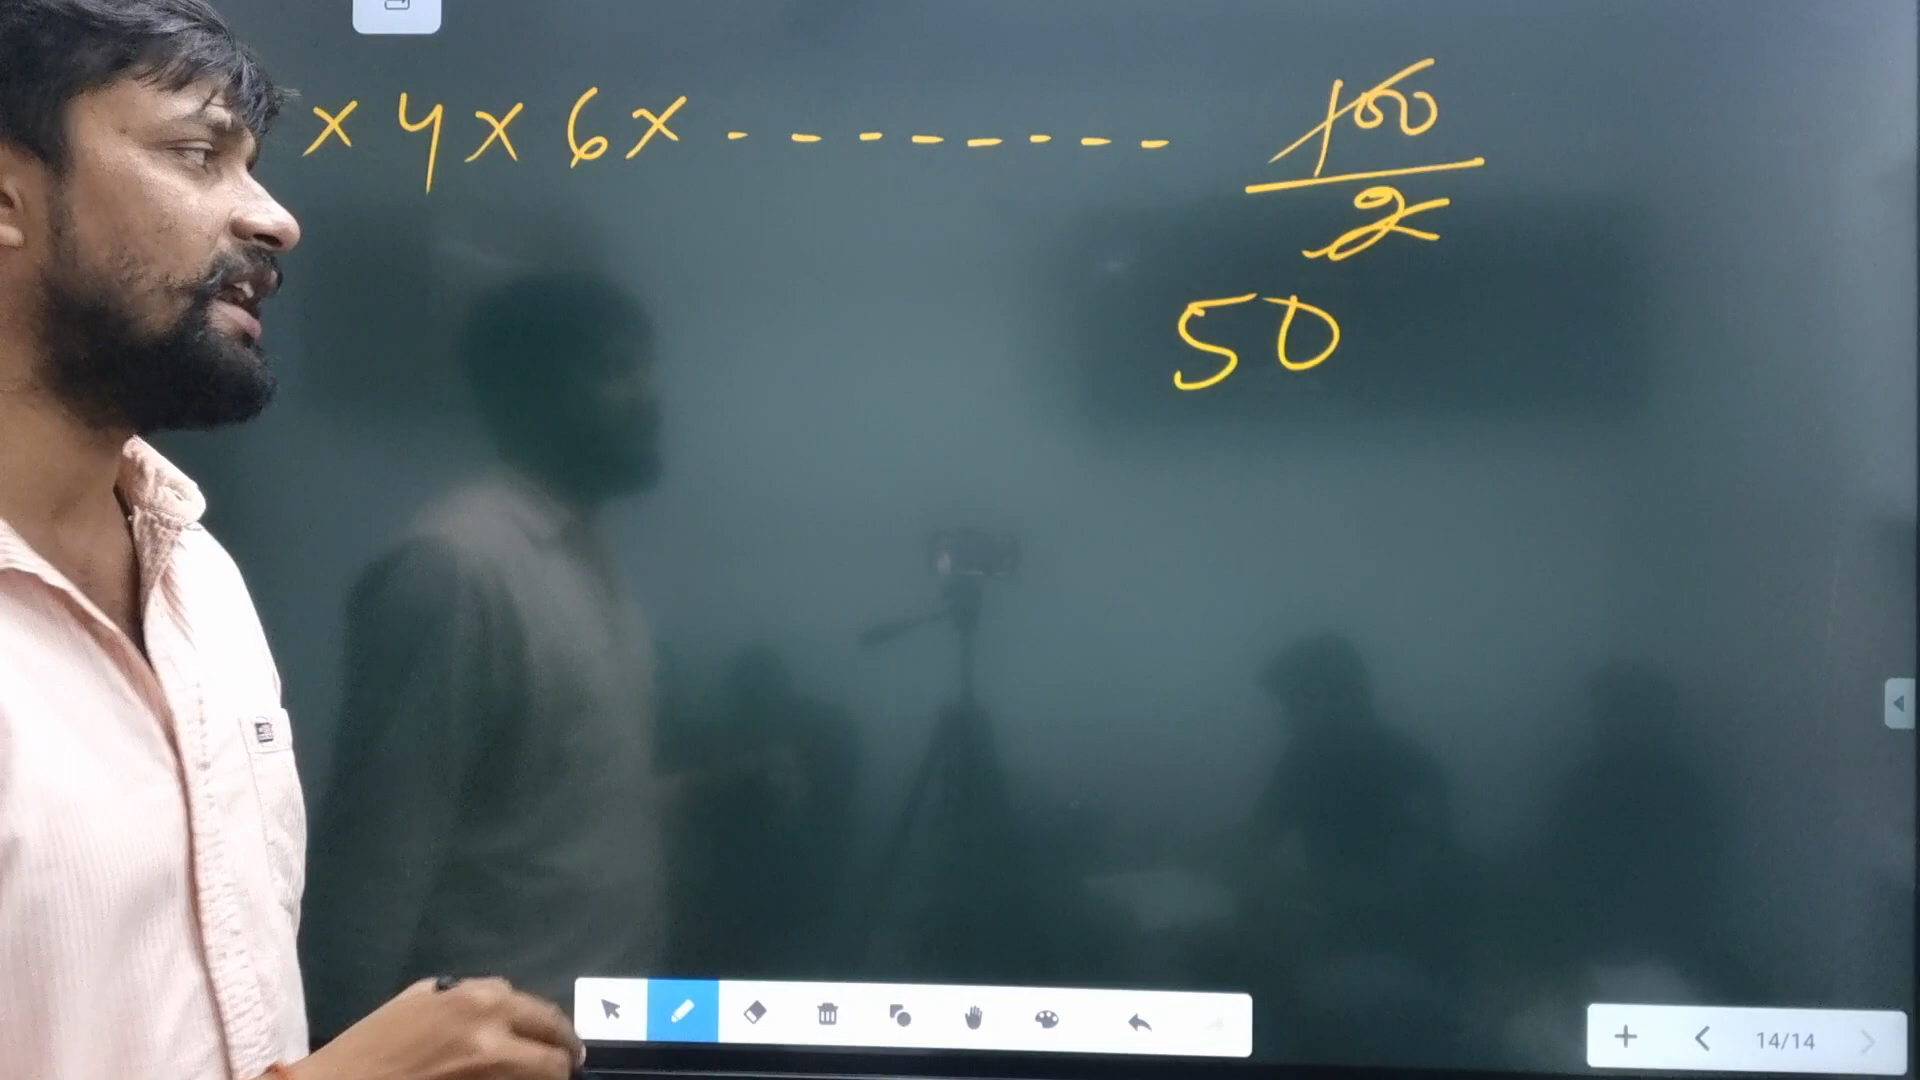 × 4 × 6 × - - - - - - - - 100
2
50
14/14